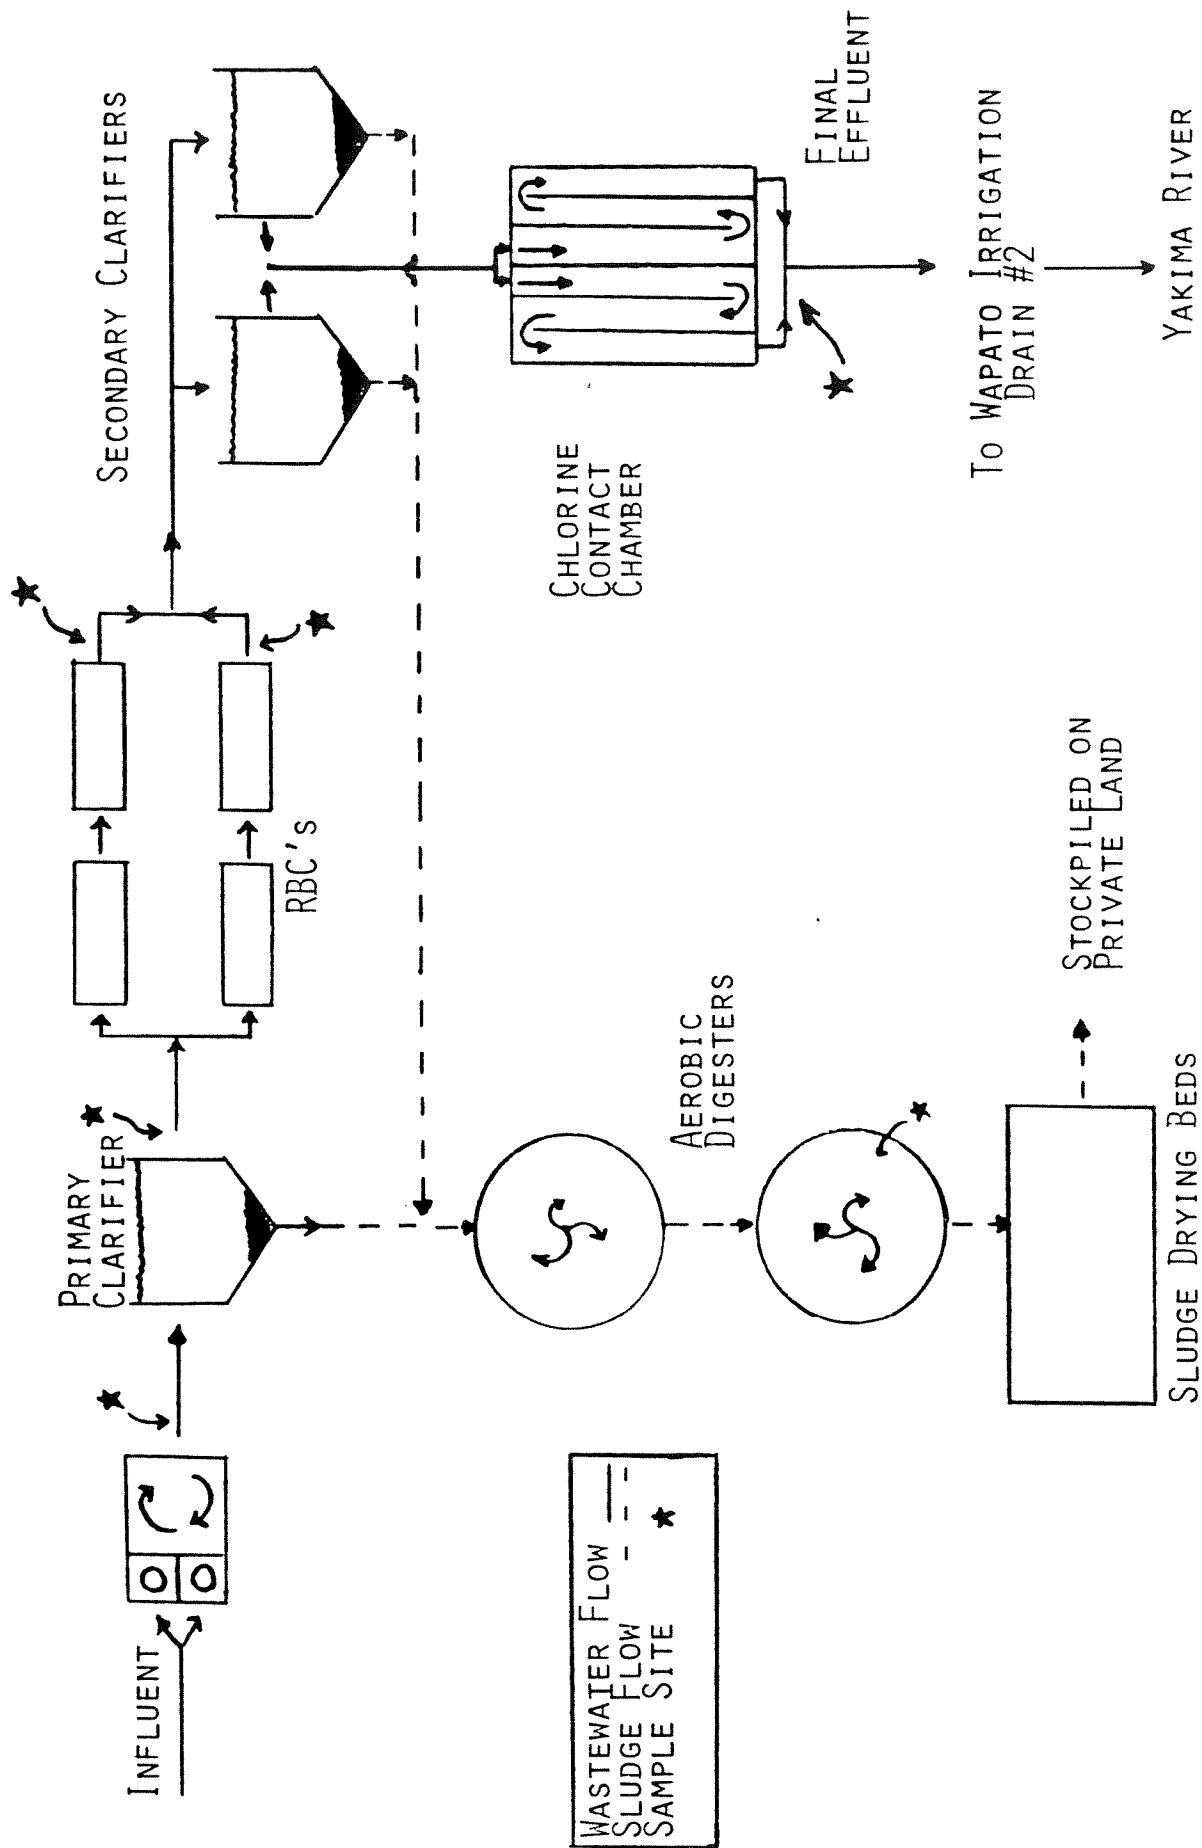 INFLUENT
PRIMARY
CLARIFIER
RBC's
SECONDARY CLARIFIERS
AEROBIC
DIGESTERS
CHLORINE
CONTACT
CHAMBER
FINAL
EFFLUENT
WASTEWATER FLOW
SLUDGE FLOW
SAMPLE SITE
SLUDGE DRYING BEDS
STOCKPILED ON
PRIVATE LAND
TO WAPATO IRRIGATION
DRAIN #2
YAKIMA RIVER